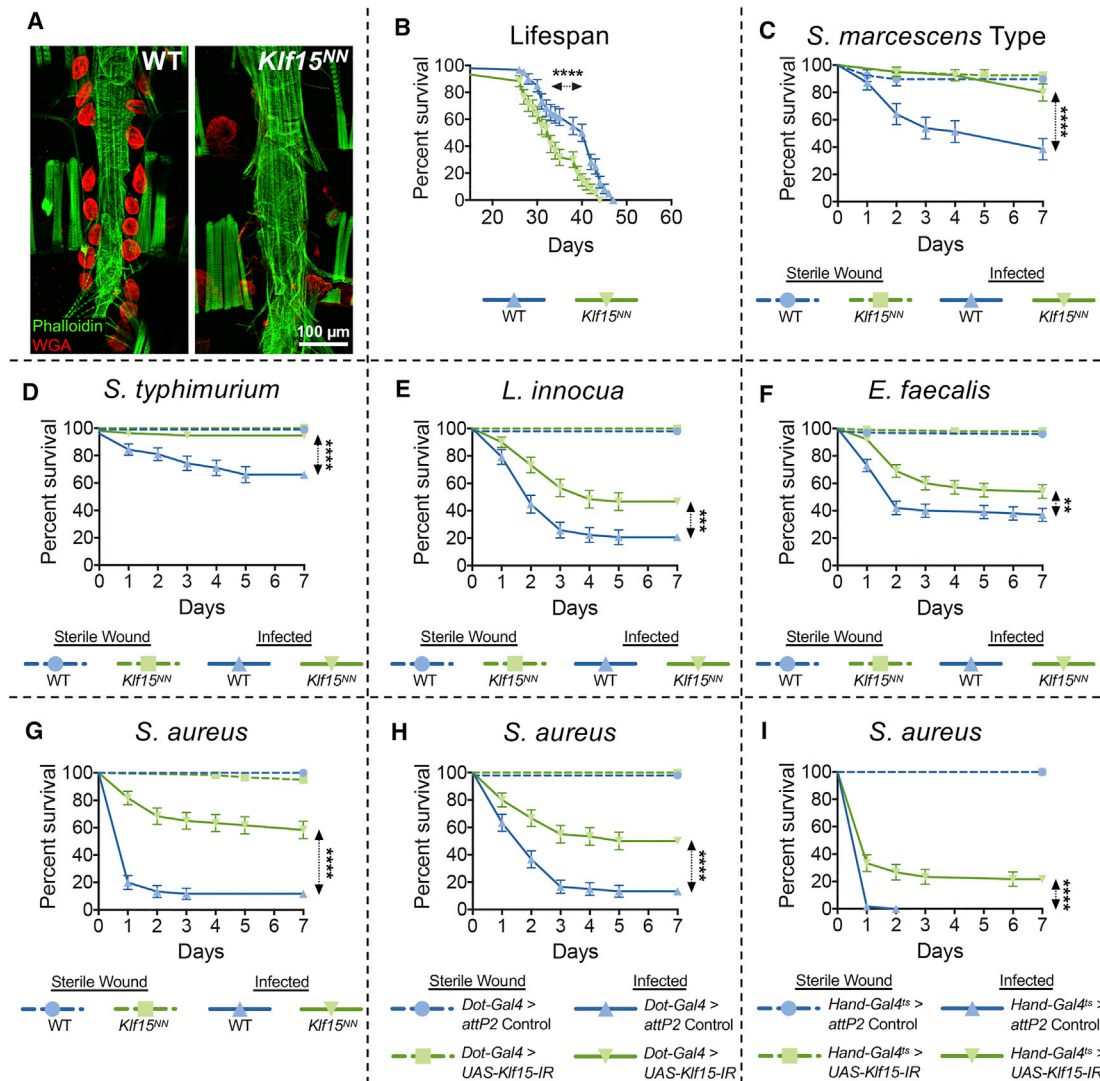 A
WT
Klf15NN
Phalloidin
WGA
100 µm
B
Lifespan
Percent survival
100
80
60
40
20
0
****
20 30 40 50 60
Days
WT
Klf15NN
C
S. marcescens Type
Percent survival
100
80
60
40
20
0
****
0 1 2 3 4 5 6 7
Days
Sterile Wound
Infected
WT
Klf15NN
WT
Klf15NN
D
S. typhimurium
Percent survival
100
80
60
40
20
0
****
0 1 2 3 4 5 6 7
Days
Sterile Wound
Infected
WT
Klf15NN
WT
Klf15NN
E
L. innocua
Percent survival
100
80
60
40
20
0
***
0 1 2 3 4 5 6 7
Days
Sterile Wound
Infected
WT
Klf15NN
WT
Klf15NN
F
E. faecalis
Percent survival
100
80
60
40
20
0
**
0 1 2 3 4 5 6 7
Days
Sterile Wound
Infected
WT
Klf15NN
WT
Klf15NN
G
S. aureus
Percent survival
100
80
60
40
20
0
****
0 1 2 3 4 5 6 7
Days
Sterile Wound
Infected
WT
Klf15NN
WT
Klf15NN
H
S. aureus
Percent survival
100
80
60
40
20
0
****
0 1 2 3 4 5 6 7
Days
Sterile Wound
Infected
Dot-Gal4 >
attP2 Control
Dot-Gal4 >
attP2 Control
Dot-Gal4 >
UAS-Klf15-IR
Dot-Gal4 >
UAS-Klf15-IR
I
S. aureus
Percent survival
100
80
60
40
20
0
****
0 1 2 3 4 5 6 7
Days
Sterile Wound
Infected
Hand-Gal4ts >
attP2 Control
Hand-Gal4ts >
attP2 Control
Hand-Gal4ts >
UAS-Klf15-IR
Hand-Gal4ts >
UAS-Klf15-IR